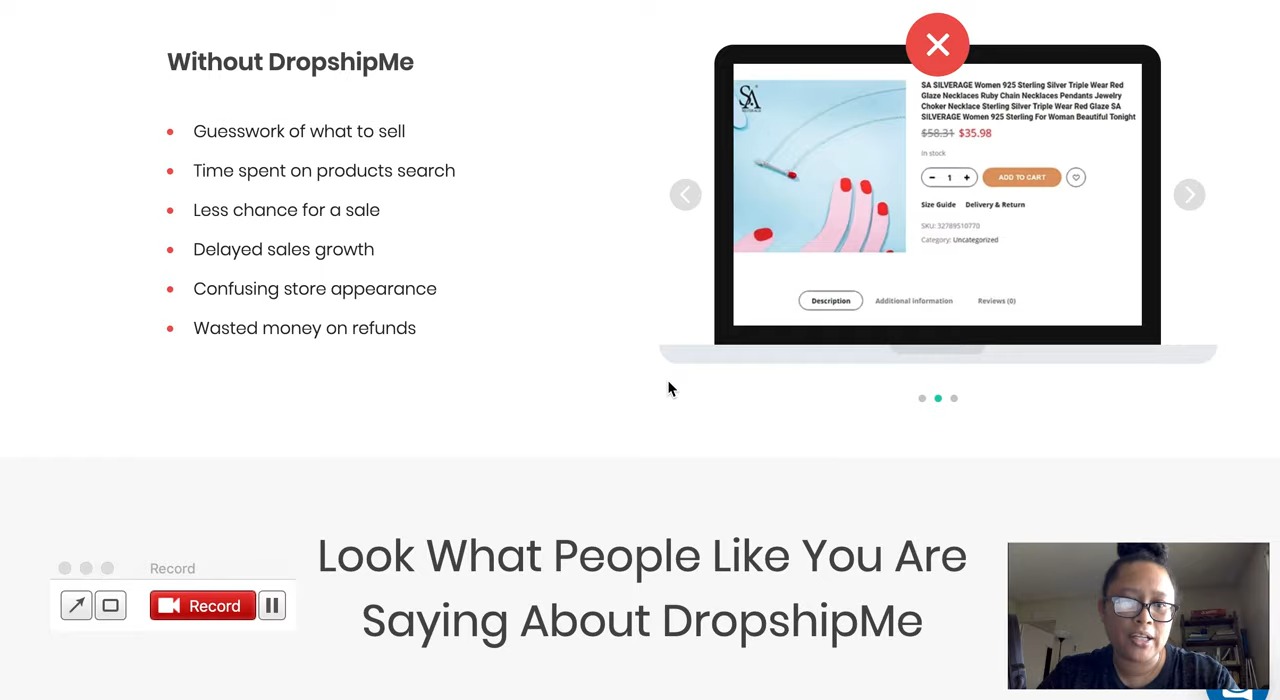 Without DropshipMe
Guesswork of what to sell
Time spent on products search
Less chance for a sale
Delayed sales growth
Confusing store appearance
Wasted money on refunds
SA
SA SILVERAGE Women 925 Sterling Silver Triple Wear Red
Glaze Necklaces Ruby Chain Necklaces Pendants Jewelry
Choker Necklace Sterling Silver Triple Wear Red Glaze SA
SILVERAGE Women 925 Sterling For Woman Beautiful Tonight
$58.31 $35.98
In stock
- 1 + ADD TO CART
Size Guide Delivery & Return
SKU: 32789510770
Category: Uncategorized
Description Additional information Reviews (0)
Look What People Like You Are
Saying About DropshipMe
Record
Record